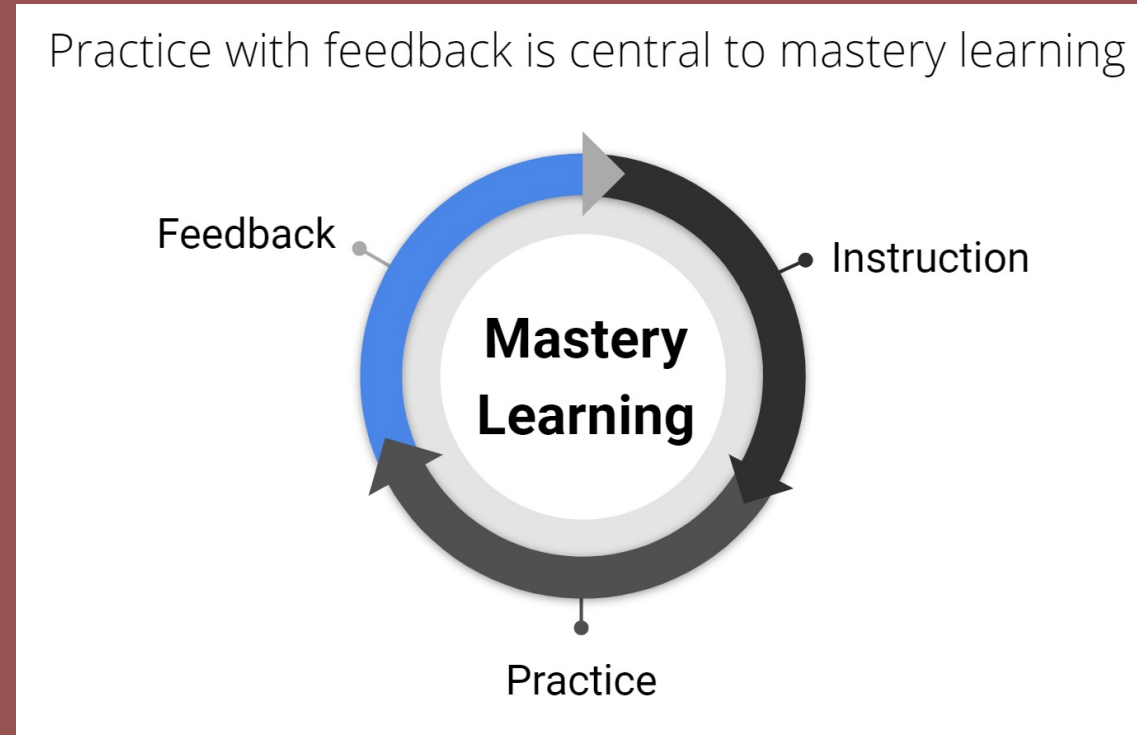 Practice with feedback is central to mastery learning
Feedback
Instruction
Mastery
Learning
Practice